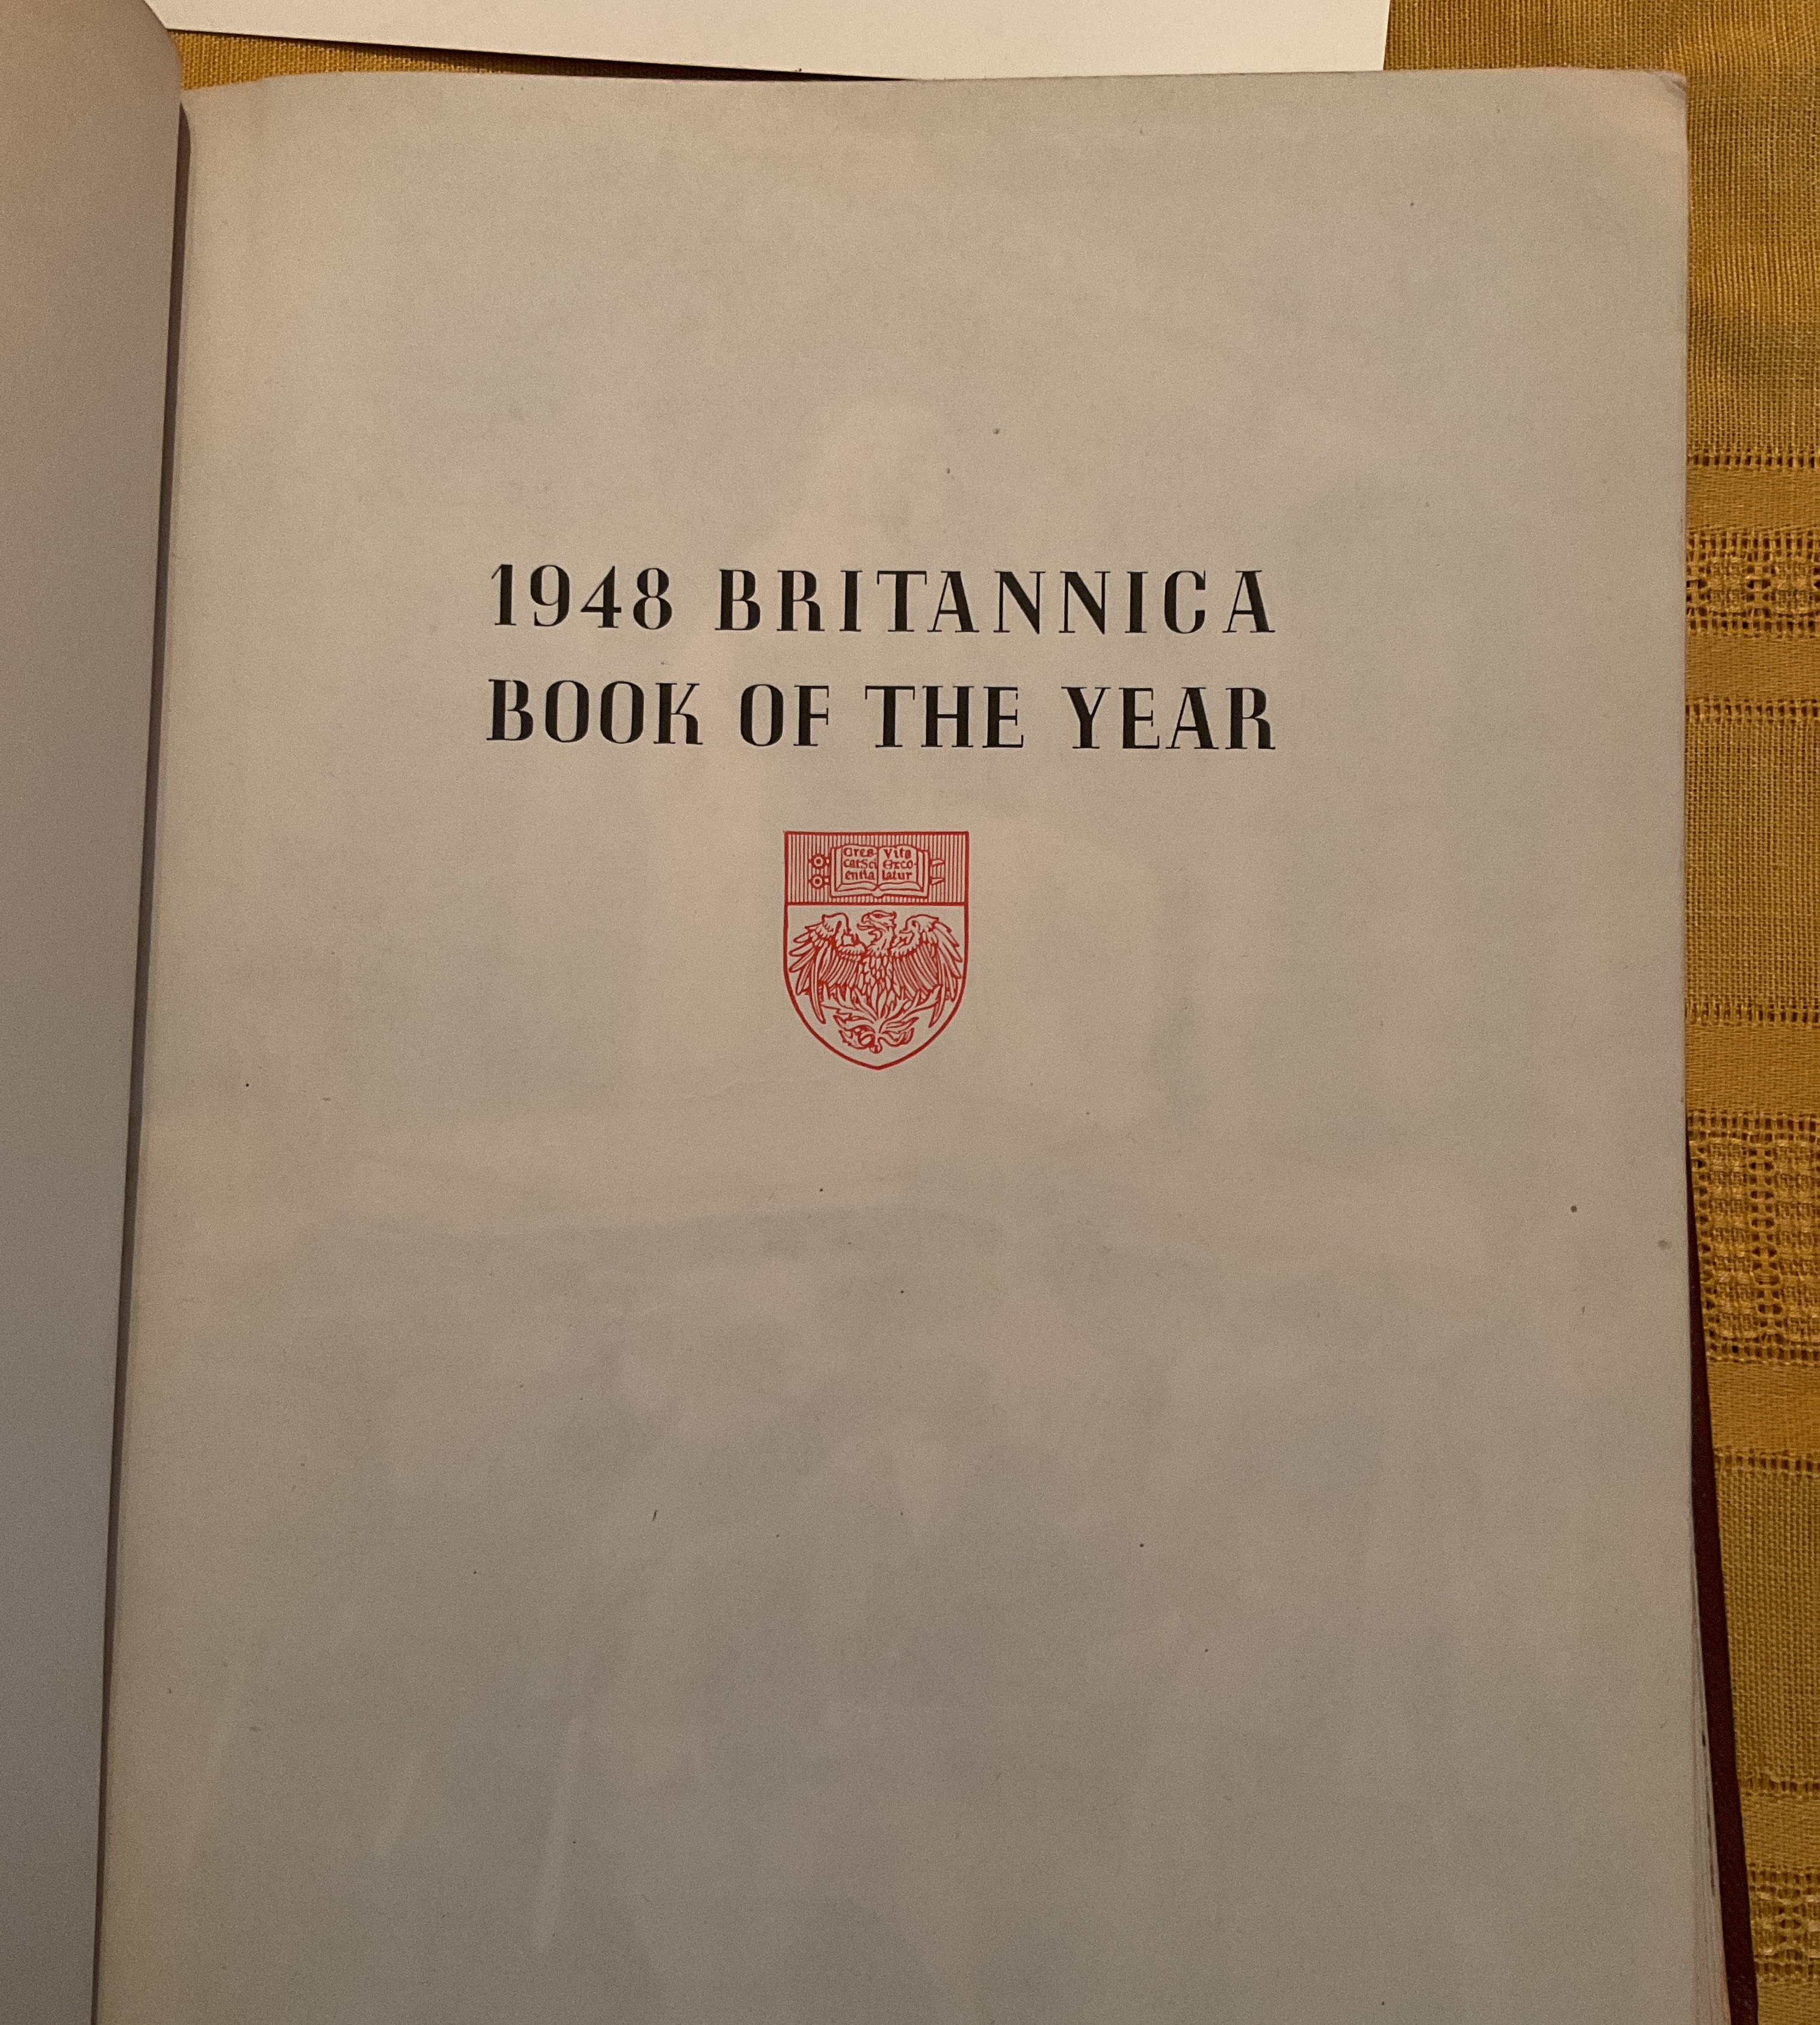 1948 BRITANNICA
BOOK OF THE YEAR
Cres Vita
cat Sci Exco
entia latur